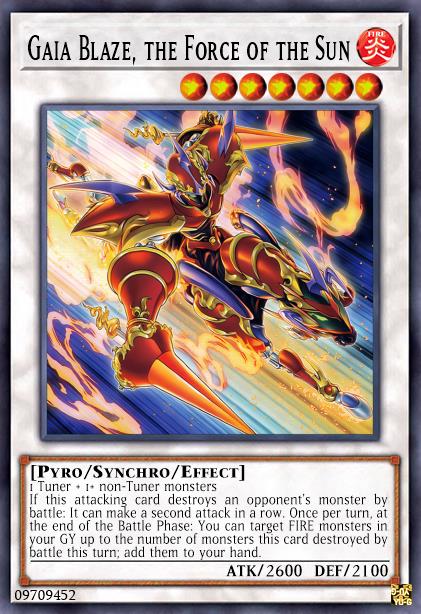 GAIA BLAZE, THE FORCE OF THE SUN
FIRE
炎
[PYRO/SYNCHRO/EFFECT]
1 Tuner + 1+ non-Tuner monsters
If this attacking card destroys an opponent's monster by
battle: It can make a second attack in a row. Once per turn, at
the end of the Battle Phase: You can target FIRE monsters in
your GY up to the number of monsters this card destroyed by
battle this turn; add them to your hand.
ATK/2600 DEF/2100
09709452